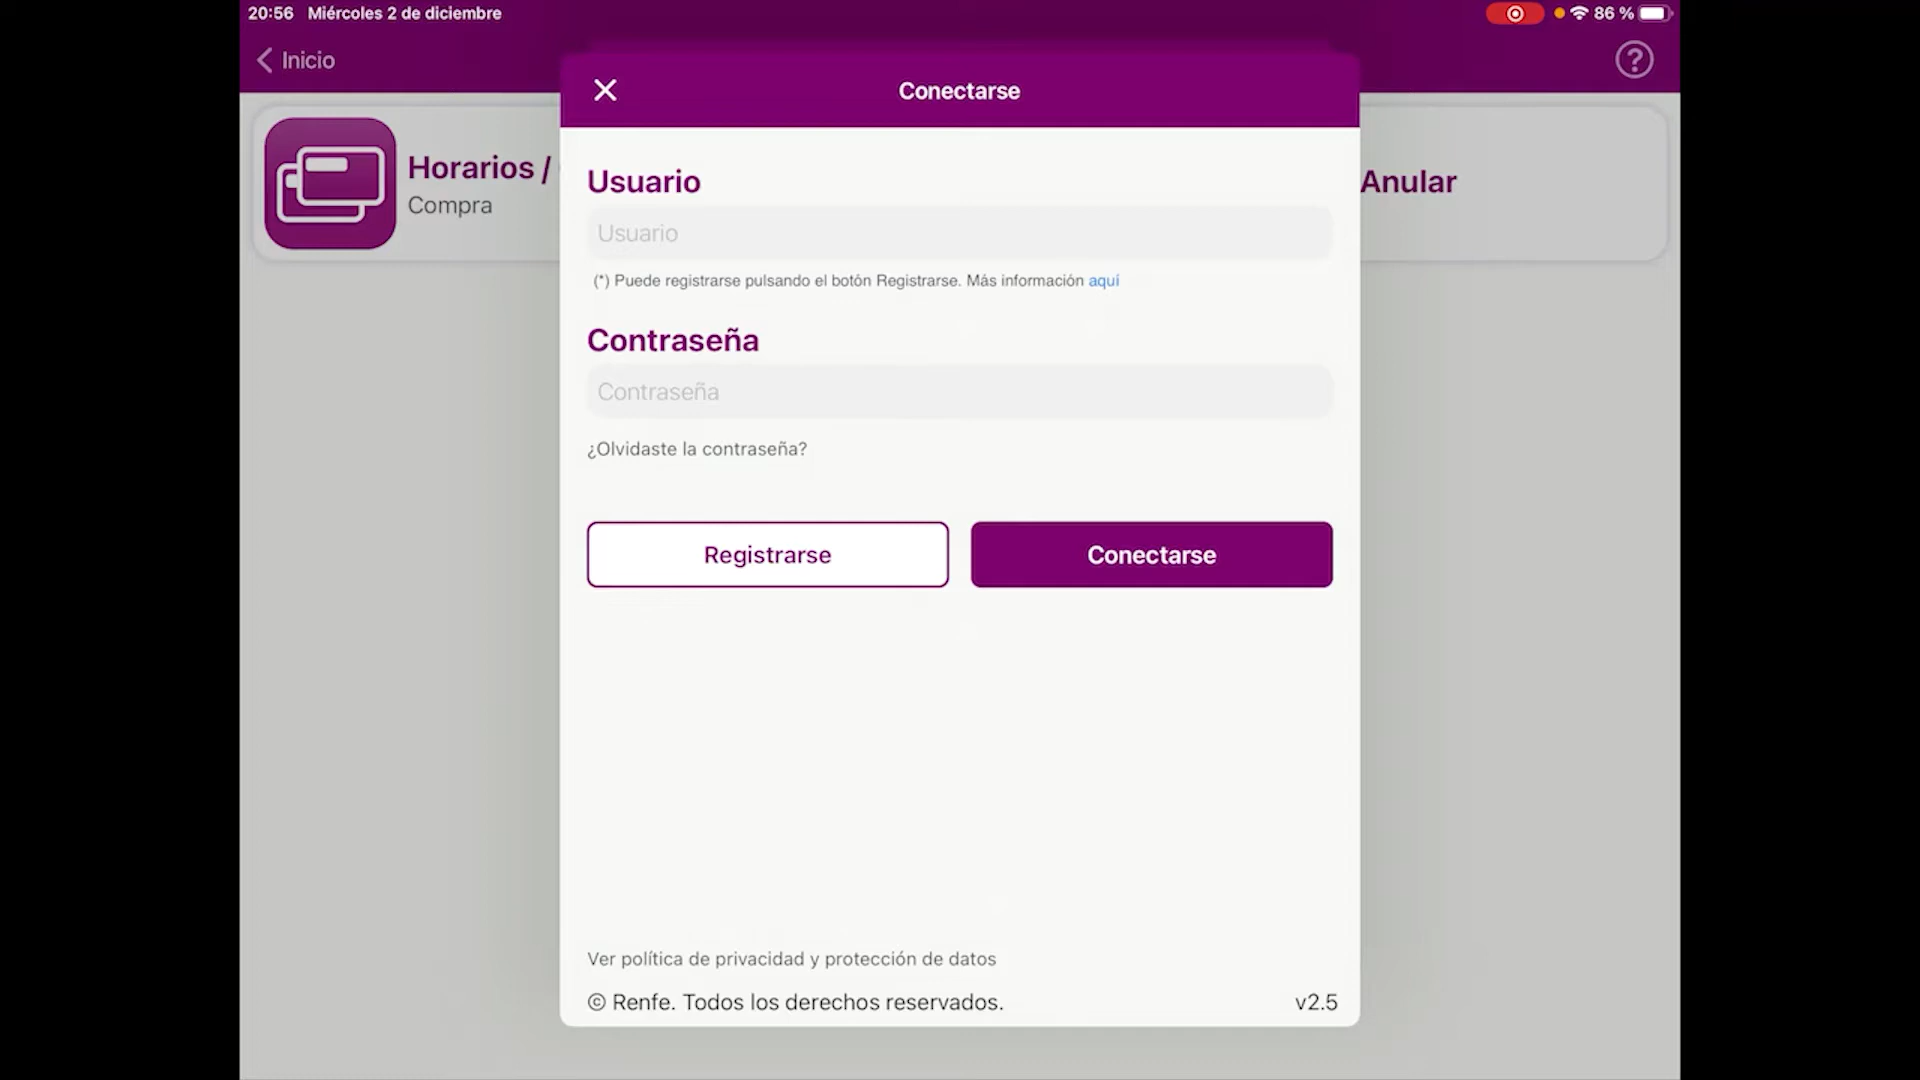 20:56 Miércoles 2 de diciembre
86 %
Inicio
?
Conectarse
Horarios /
Compra
Anular
Usuario
Usuario
(*) Puede registrarse pulsando el botón Registrarse. Más información aquí
Contraseña
Contraseña
¿Olvidaste la contraseña?
Registrarse
Conectarse
Ver política de privacidad y protección de datos
© Renfe. Todos los derechos reservados.
v2.5